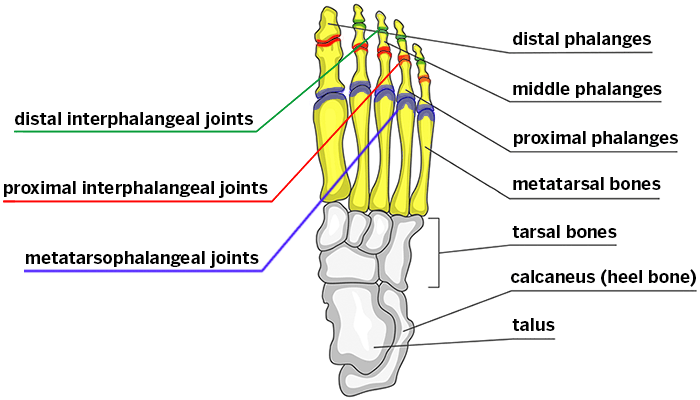 distal phalanges
middle phalanges
distal interphalangeal joints
proximal phalanges
proximal interphalangeal joints
metatarsal bones
tarsal bones
metatarsophalangeal joints
calcaneus (heel bone)
talus